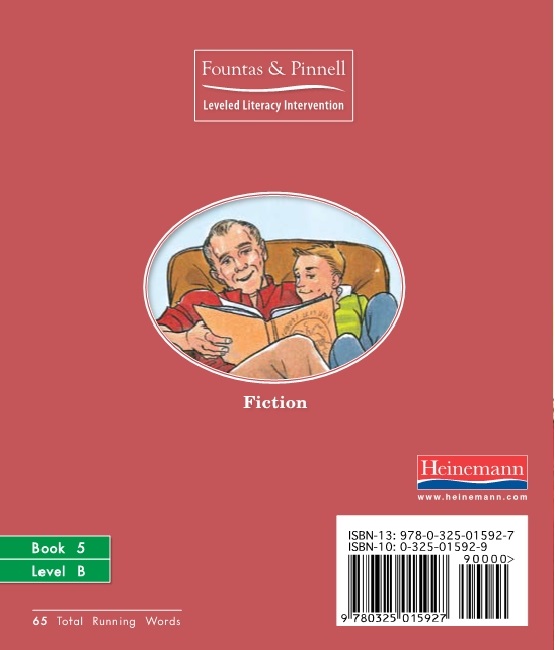 Fountas & Pinnell
Leveled Literacy Intervention
Fiction
Heinemann
www.heinemann.com
ISBN-13: 978-0-325-01592-7
ISBN-10: 0-325-01592-9
90000>
9 780325 015927
Book 5
Level B
65 Total Running Words